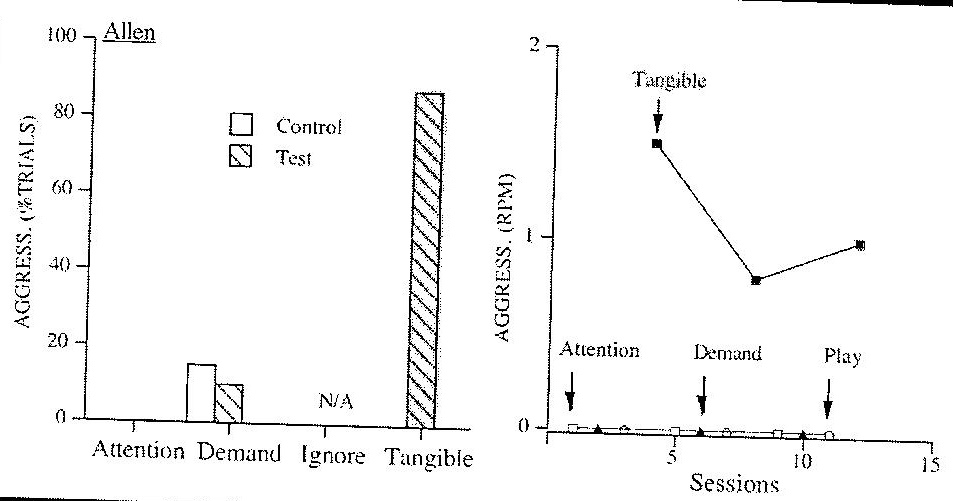 Allen
AGGRESS. (%TRIALS)
100
80
60
40
20
0
Control
Test
N/A
Attention Demand Ignore Tangible
AGGRESS. (RPM)
2
1
0
Tangible
Attention Demand Play
5 10 15
Sessions